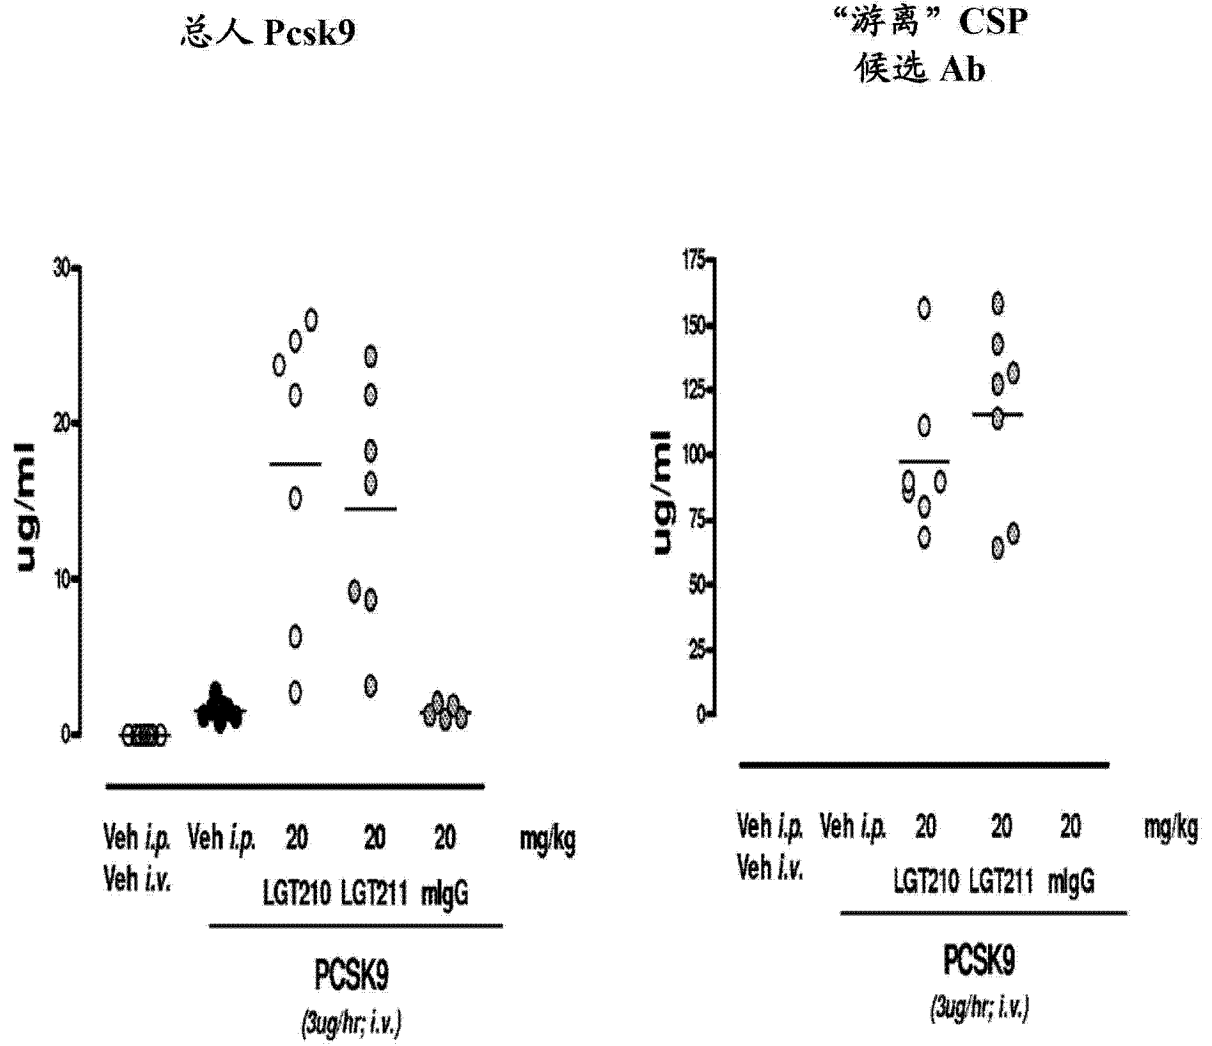 总人 Pcsk9
“游离” CSP
候选 Ab
30
20
10
0
ug/ml
Veh i.p. Veh i.p. 20 20 20 mg/kg
Veh i.v.
LGT210 LGT211 mIgG
PCSK9
(3ug/hr; i.v.)
175
150
125
100
75
50
25
0
ug/ml
Veh i.p. Veh i.p. 20 20 20 mg/kg
Veh i.v.
LGT210 LGT211 mIgG
PCSK9
(3ug/hr; i.v.)